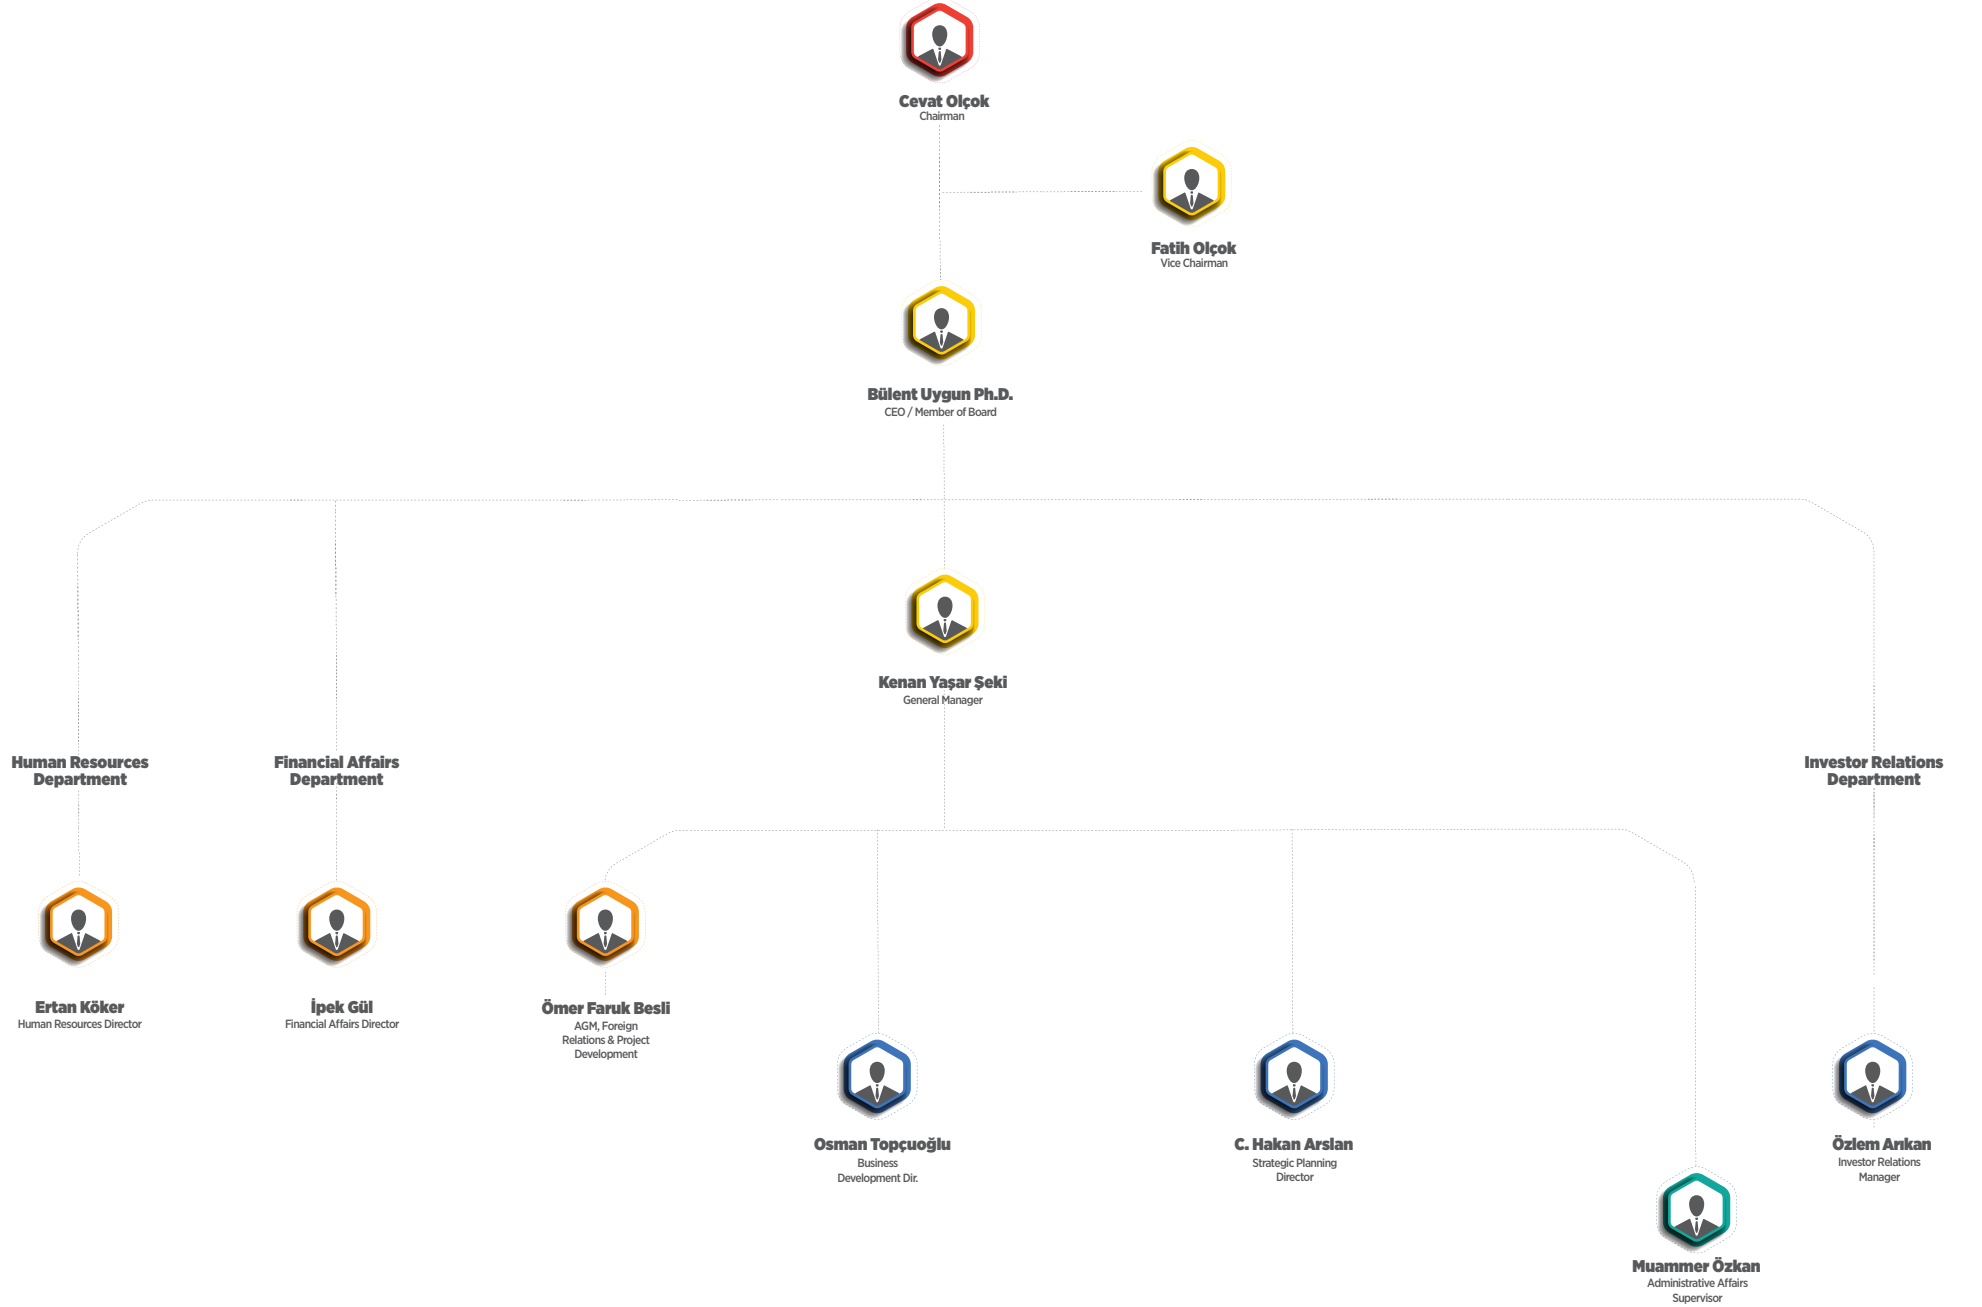 Cevat Olçok
Chairman
Fatih Olçok
Vice Chairman
Bülent Uygun Ph.D.
CEO / Member of Board
Kenan Yaşar Şeki
General Manager
Human Resources
Department
Financial Affairs
Department
Investor Relations
Department
Ertan Köker
Human Resources Director
İpek Gül
Financial Affairs Director
Ömer Faruk Besli
AGM, Foreign
Relations & Project
Development
Osman Topçuoğlu
Business
Development Dir.
C. Hakan Arslan
Strategic Planning
Director
Özlem Arıkan
Investor Relations
Manager
Muammer Özkan
Administrative Affairs
Supervisor